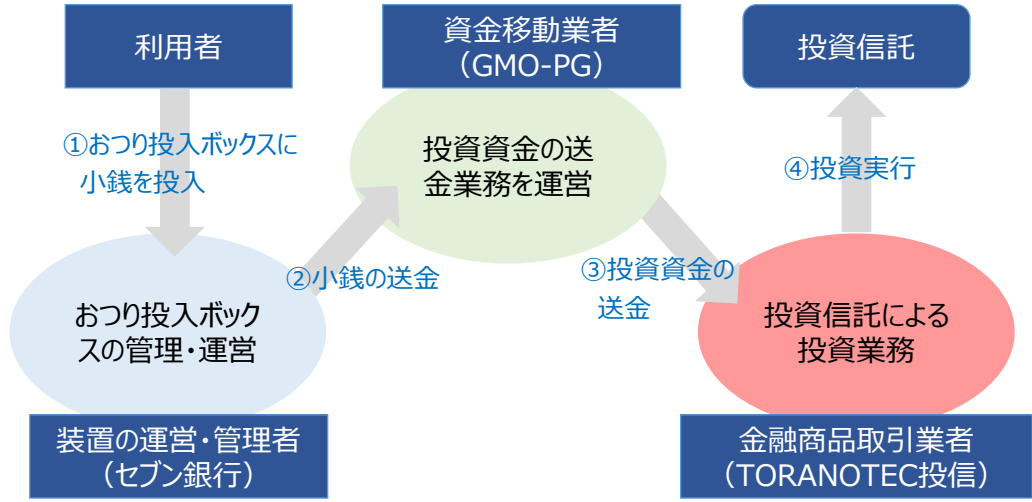 利用者
資金移動業者
（GMO-PG）
投資信託
①おつり投入ボックスに
小銭を投入
投資資金の送
金業務を運営
④投資実行
②小銭の送金
③投資資金の
送金
おつり投入ボック
スの管理・運営
投資信託による
投資業務
装置の運営・管理者
（セブン銀行）
金融商品取引業者
（TORANOTEC投信）